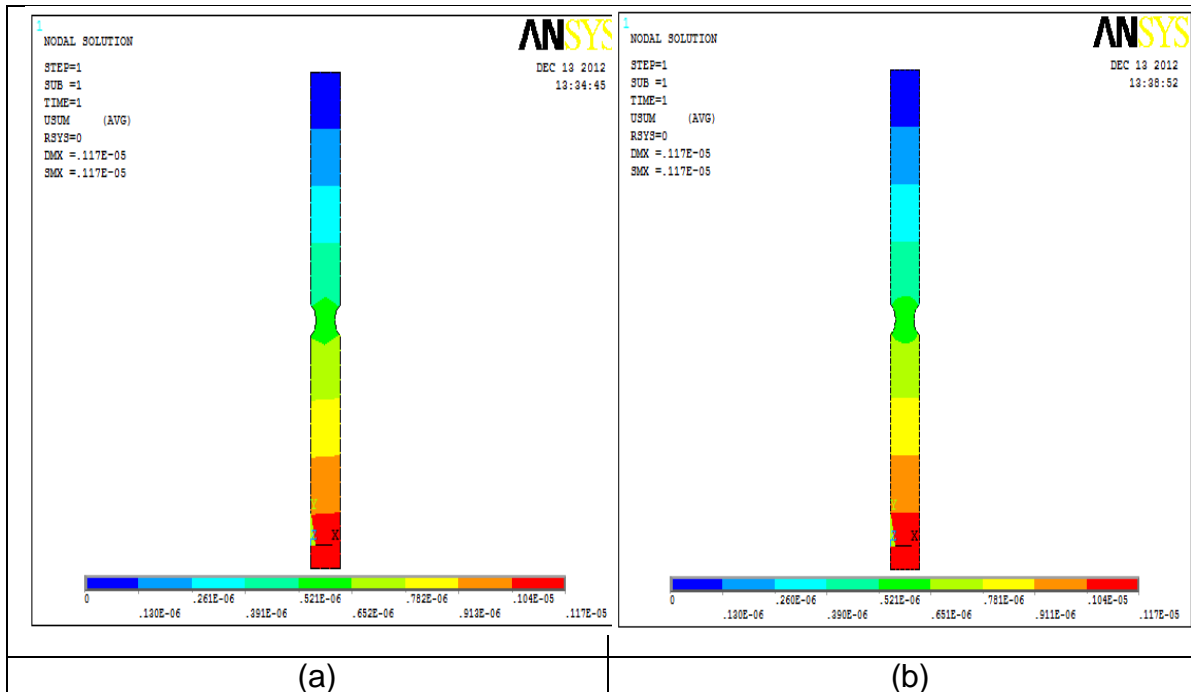 1
NODAL SOLUTION
STEP=1
SUB =1
TIME=1
USUM (AVG)
RSYS=0
DMX =.117E-05
SMX =.117E-05
ANSYS
DEC 13 2012
13:34:45
Y
Z
X
0 .261E-06 .521E-06 .782E-06 .104E-05
.130E-06 .391E-06 .652E-06 .913E-06 .117E-05
(a)
1
NODAL SOLUTION
STEP=1
SUB =1
TIME=1
USUM (AVG)
RSYS=0
DMX =.117E-05
SMX =.117E-05
ANSYS
DEC 13 2012
13:38:52
Y
Z
X
0 .260E-06 .521E-06 .781E-06 .104E-05
.130E-06 .390E-06 .651E-06 .911E-06 .117E-05
(b)